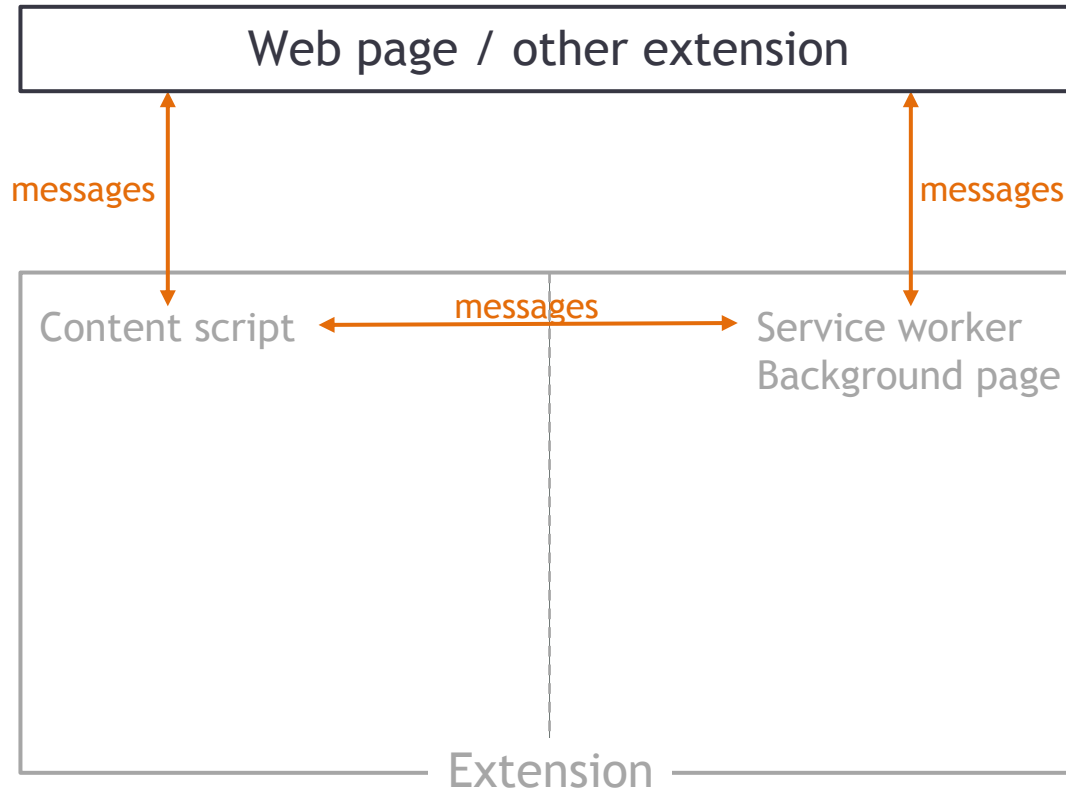 Web page / other extension
messages
messages
messages
Content script
Service worker
Background page
Extension